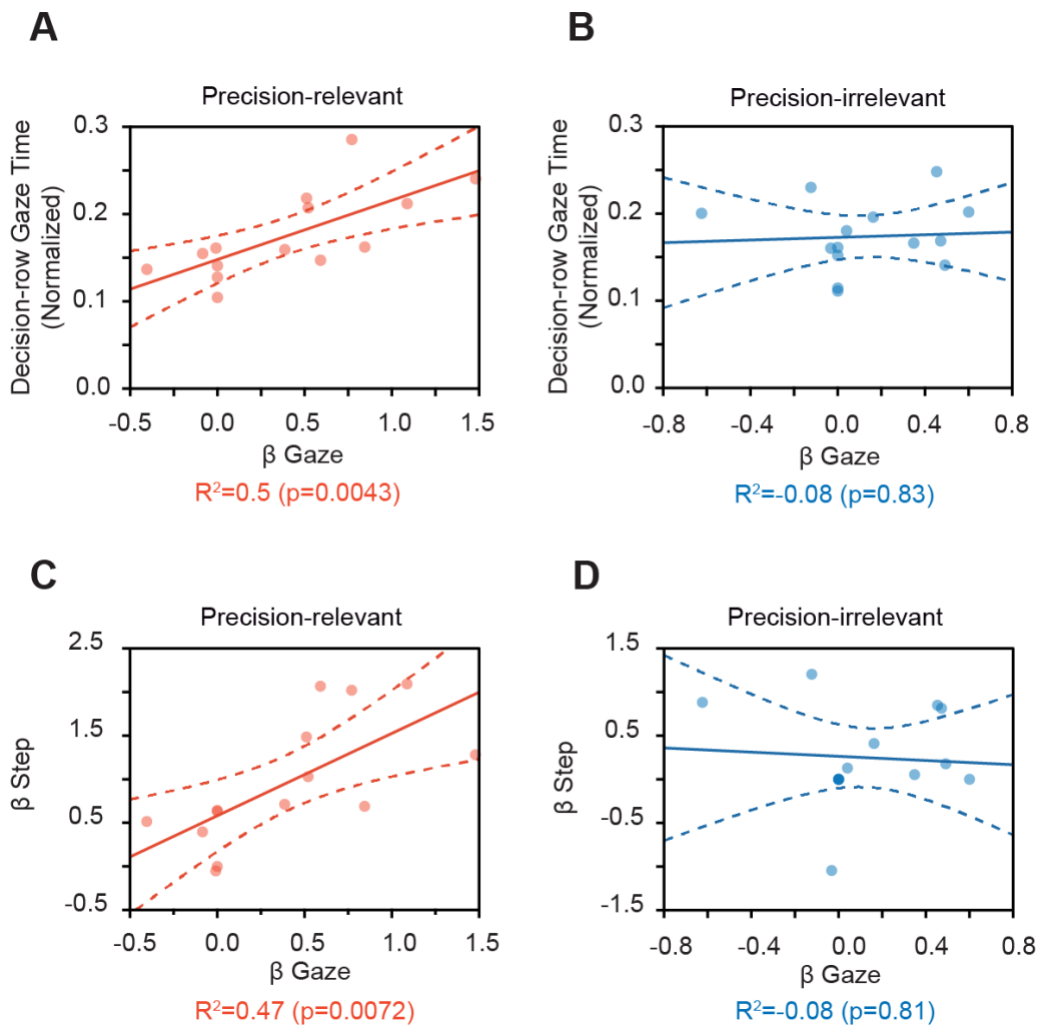 A
Precision-relevant
Decision-row Gaze Time
(Normalized)
0.3
0.2
0.1
0.0
-0.5
0.0
0.5
1.0
1.5
β Gaze
R²=0.5 (p=0.0043)
B
Precision-irrelevant
Decision-row Gaze Time
(Normalized)
0.3
0.2
0.1
0.0
-0.8
-0.4
0.0
0.4
0.8
β Gaze
R²=-0.08 (p=0.83)
C
Precision-relevant
β Step
2.5
1.5
0.5
-0.5
-0.5
0.0
0.5
1.0
1.5
β Gaze
R²=0.47 (p=0.0072)
D
Precision-irrelevant
β Step
1.5
0.5
-0.5
-1.5
-0.8
-0.4
0.0
0.4
0.8
β Gaze
R²=-0.08 (p=0.81)